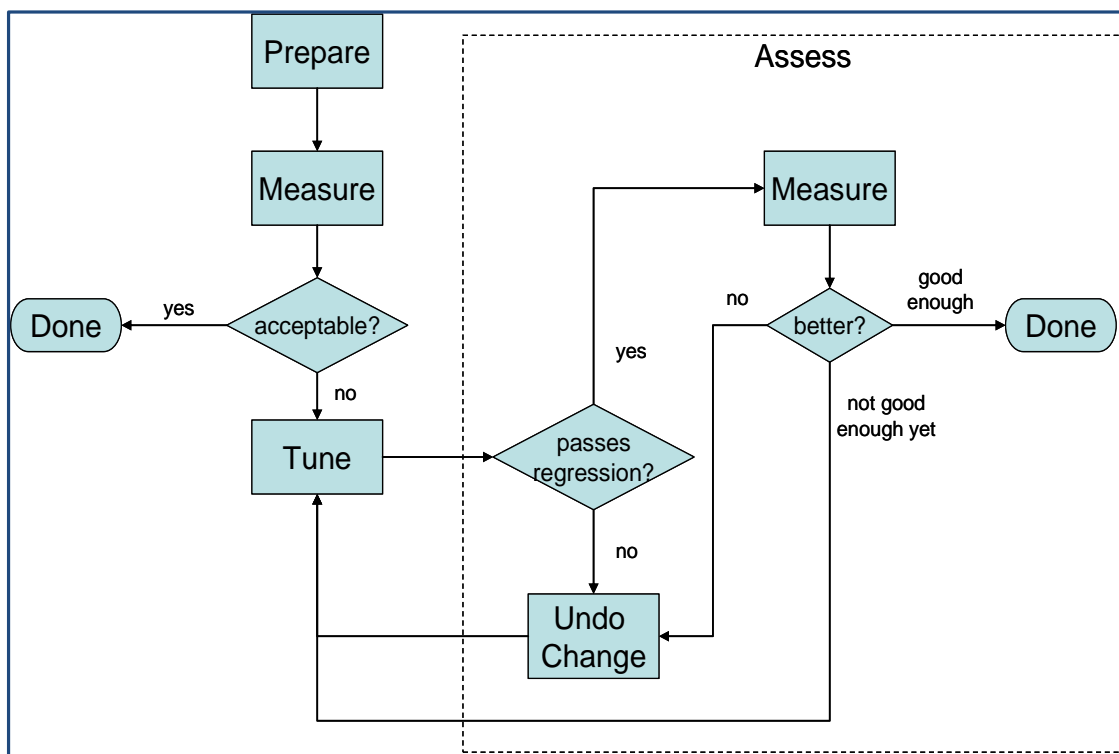 Prepare
Assess
Measure
Measure
yes
acceptable?
Done
no
better?
good
enough
Done
no
yes
not good
enough yet
Tune
passes
regression?
no
Undo
Change